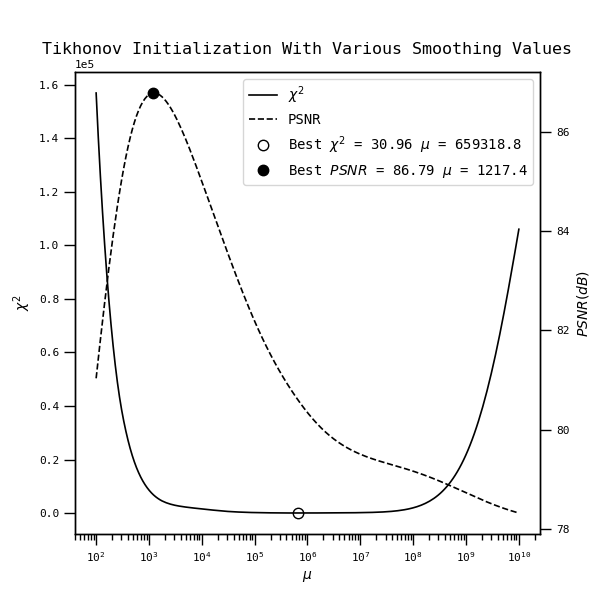 Tikhonov Initialization With Various Smoothing Values
1e5
χ²
PSNR
Best χ² = 30.96 μ = 659318.8
Best PSNR = 86.79 μ = 1217.4
1.6
1.4
1.2
1.0
0.8
0.6
0.4
0.2
0.0
χ²
86
84
82
80
78
PSNR(dB)
10² 10³ 10⁴ 10⁵ 10⁶ 10⁷ 10⁸ 10⁹ 10¹⁰
μ